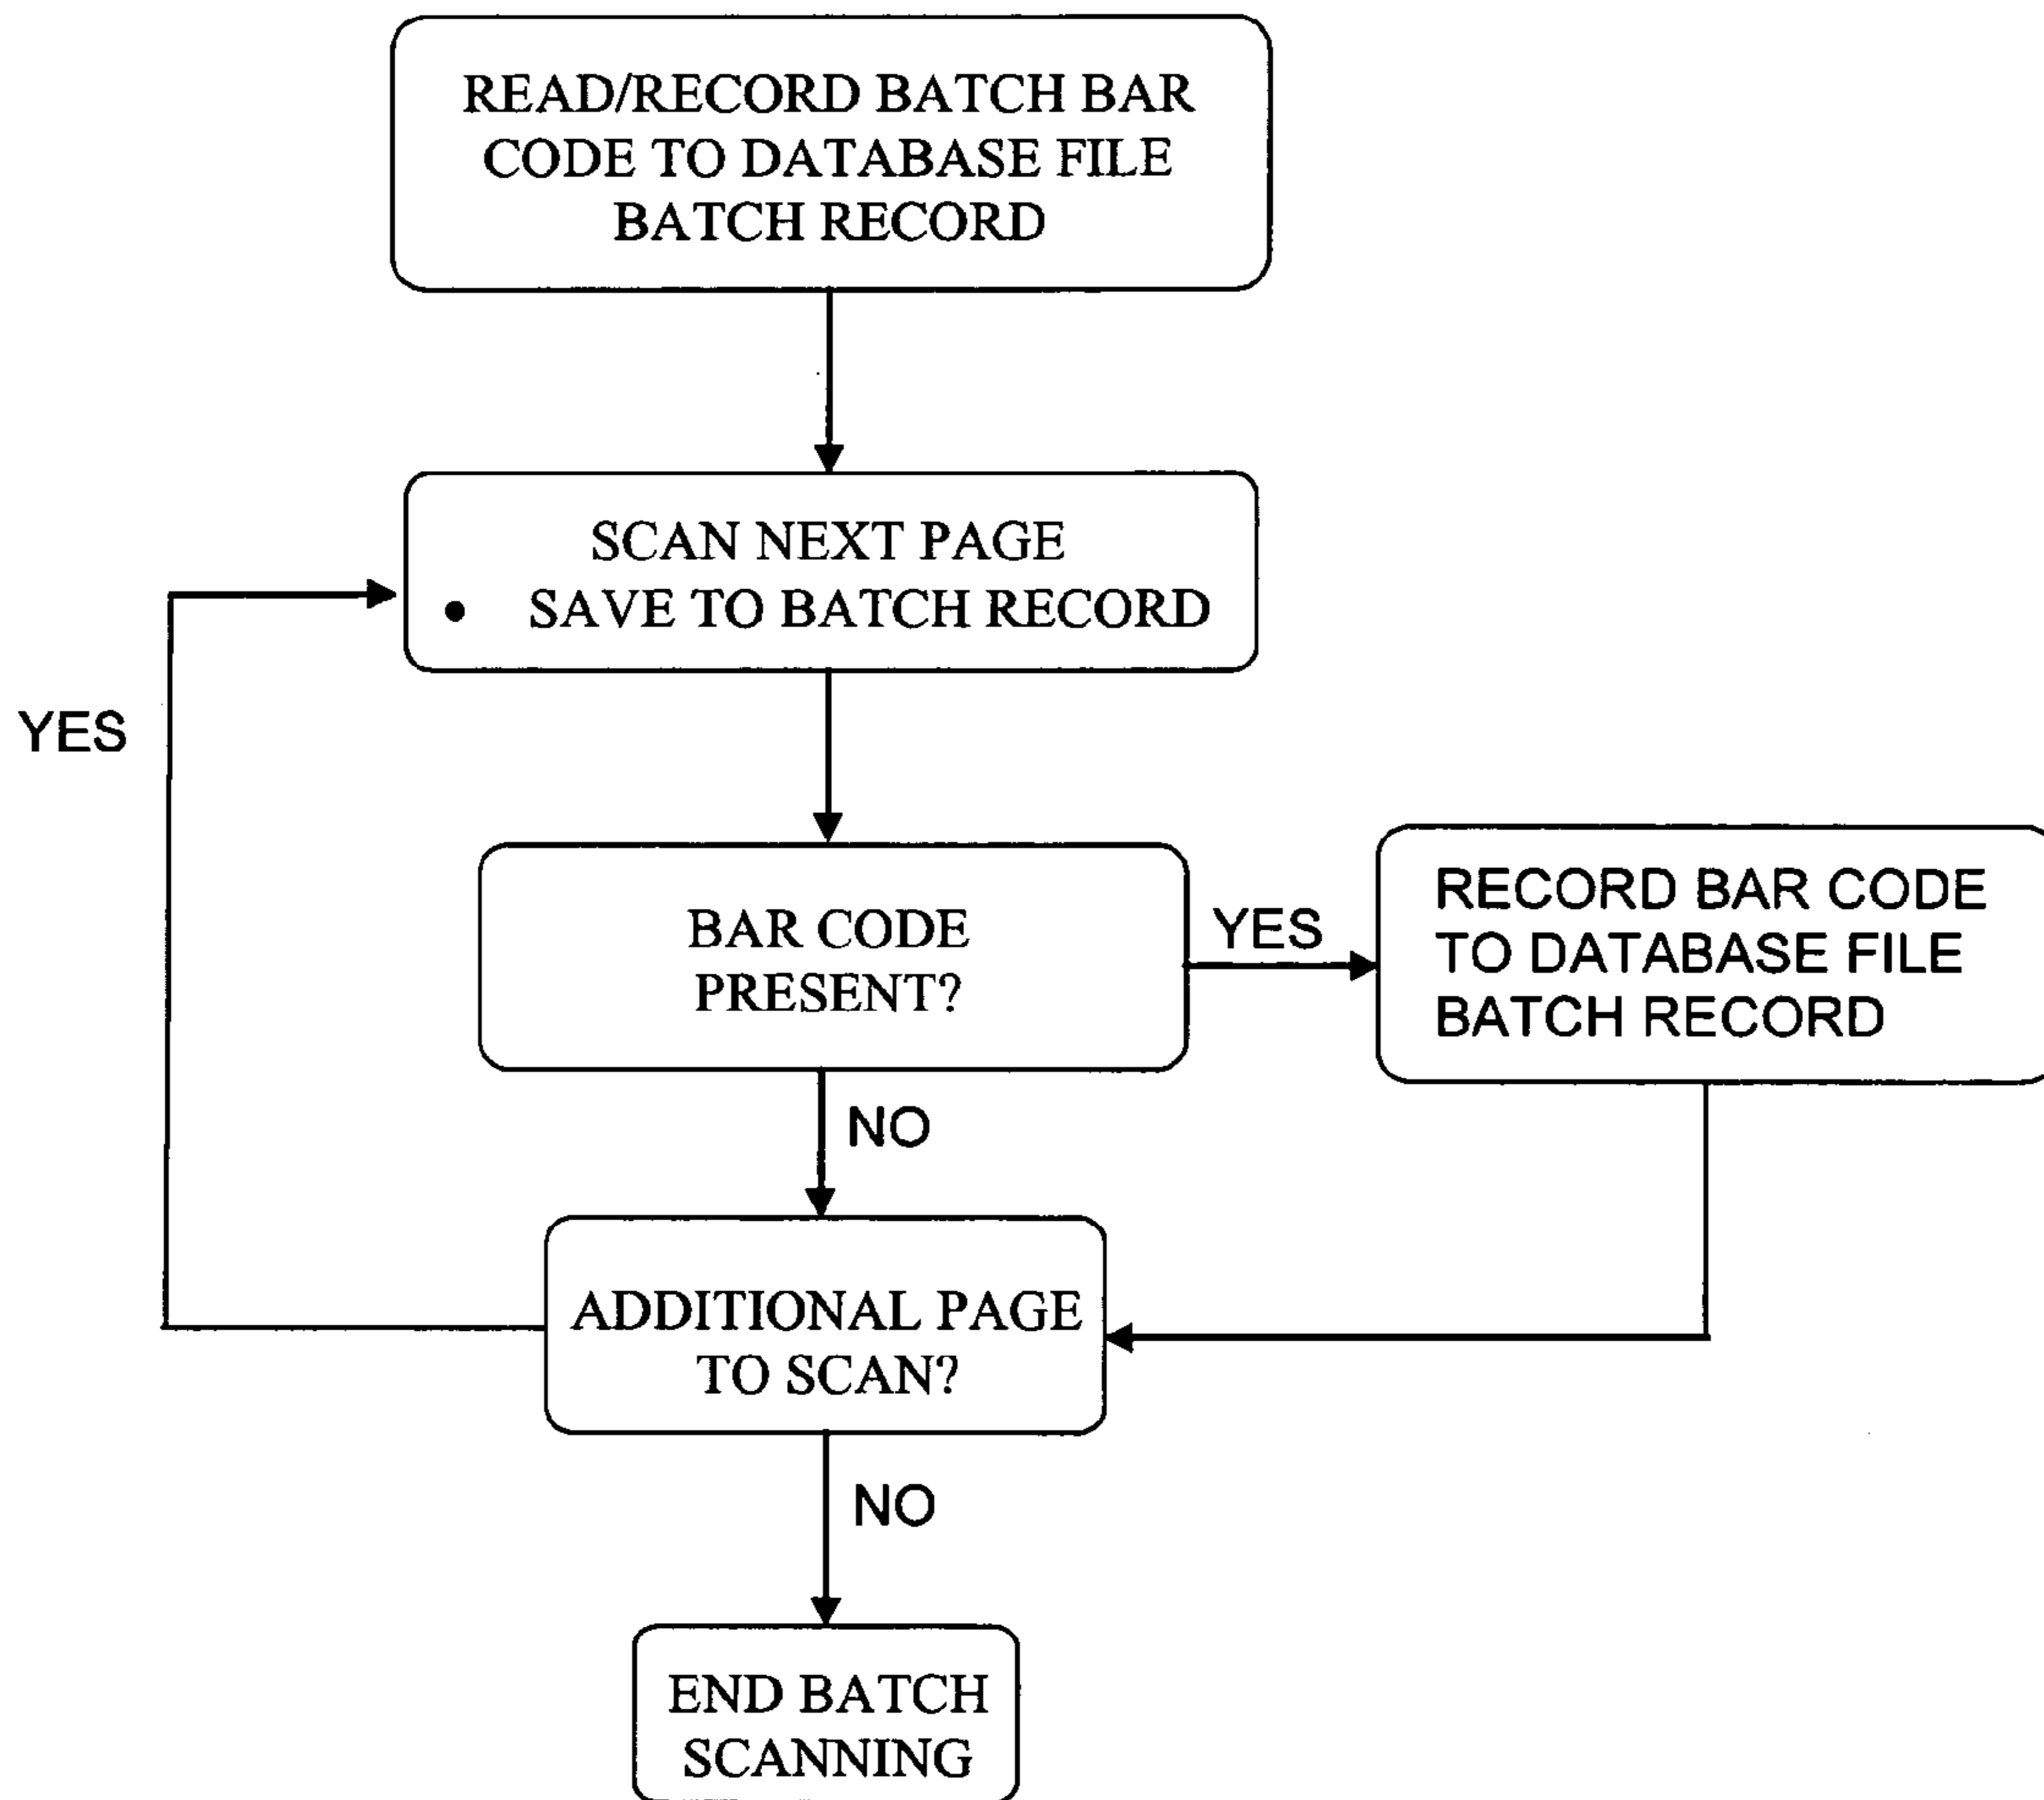 READ/RECORD BATCH BAR
CODE TO DATABASE FILE
BATCH RECORD
SCAN NEXT PAGE
• SAVE TO BATCH RECORD
YES
BAR CODE
PRESENT?
YES
RECORD BAR CODE
TO DATABASE FILE
BATCH RECORD
NO
ADDITIONAL PAGE
TO SCAN?
NO
END BATCH
SCANNING